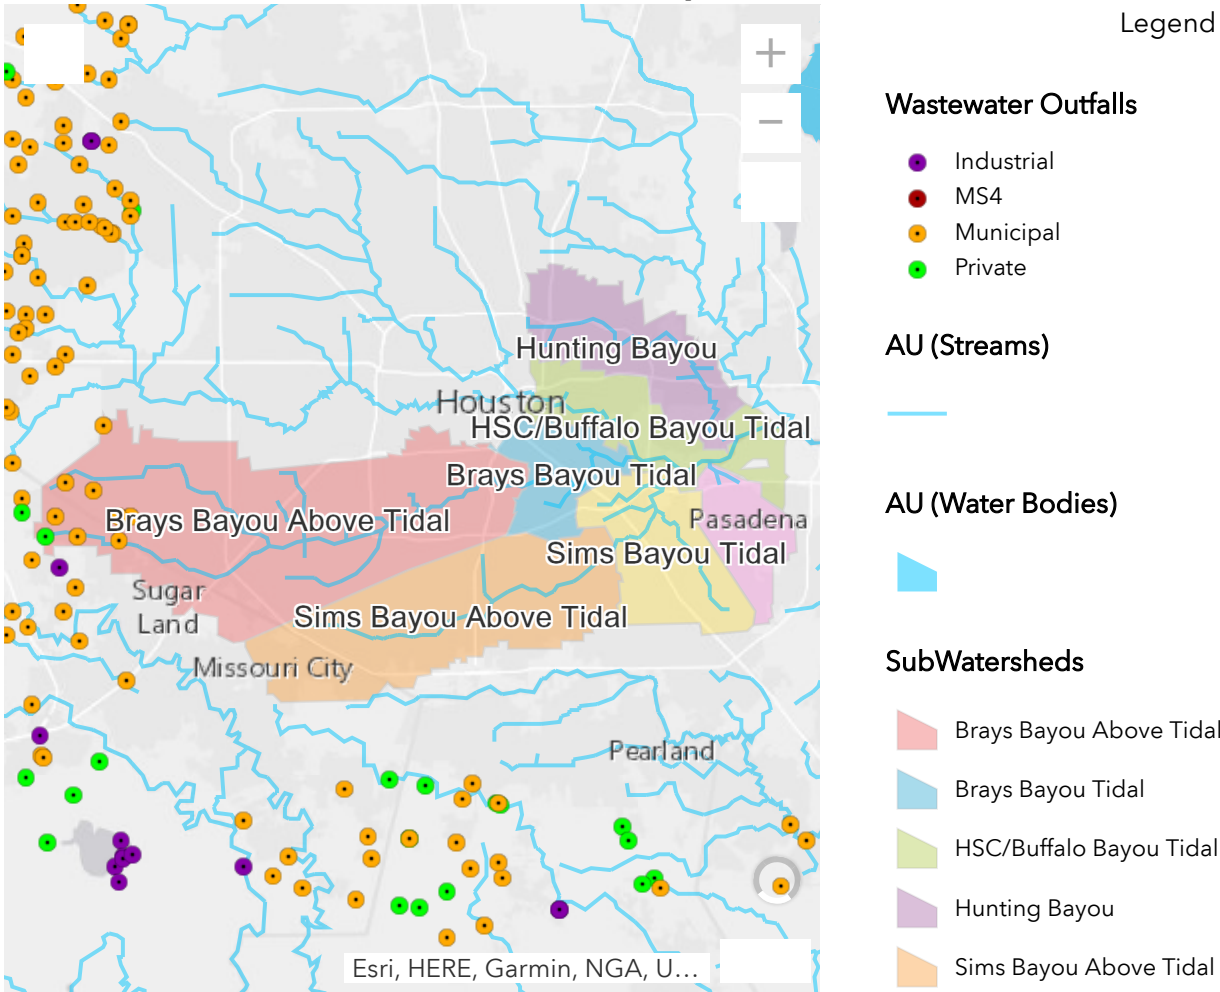 +
−
Hunting Bayou
Houston
HSC/Buffalo Bayou Tidal
Brays Bayou Tidal
Brays Bayou Above Tidal
Pasadena
Sims Bayou Tidal
Sugar
Land
Sims Bayou Above Tidal
Missouri City
Pearland
Esri, HERE, Garmin, NGA, U…
Legend
Wastewater Outfalls
Industrial
MS4
Municipal
Private
AU (Streams)
AU (Water Bodies)
SubWatersheds
Brays Bayou Above Tidal
Brays Bayou Tidal
HSC/Buffalo Bayou Tidal
Hunting Bayou
Sims Bayou Above Tidal